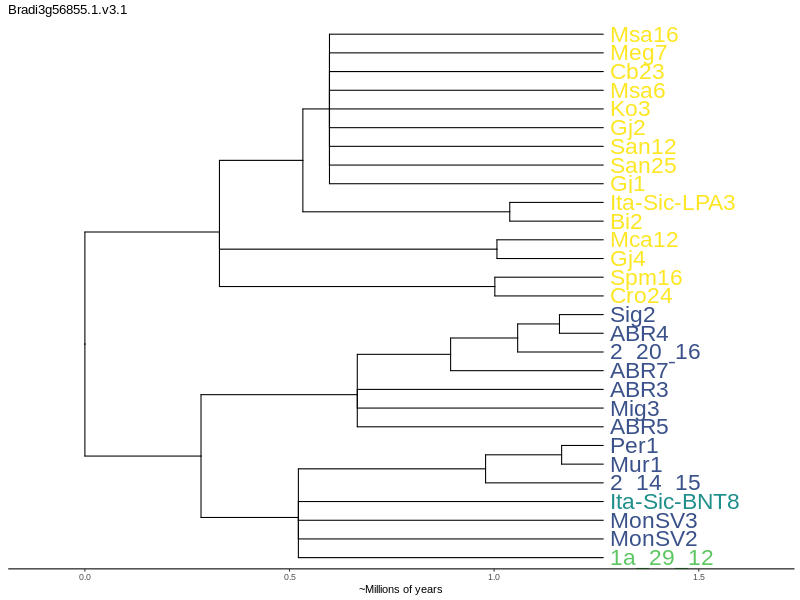 Bradi3g56855.1.v3.1
Msa16
Meg7
Cb23
Msa6
Ko3
Gj2
San12
San25
Gj1
Ita-Sic-LPA3
Bi2
Mca12
Gj4
Spm16
Cro24
Sig2
ABR4
2_20_16
ABR7
ABR3
Mig3
ABR5
Per1
Mur1
2_14_15
Ita-Sic-BNT8
MonSV3
MonSV2
1a_29_12
0.0 0.5 1.0 1.5
~Millions of years